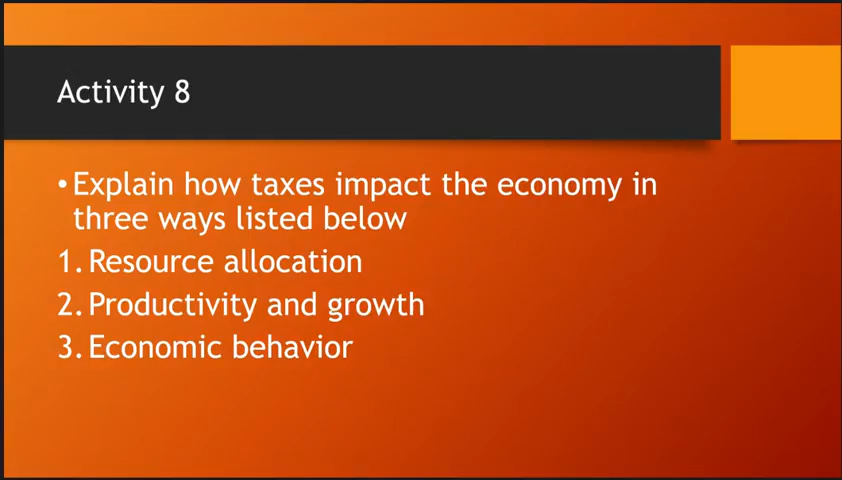 Activity 8
•Explain how taxes impact the economy in
three ways listed below
1. Resource allocation
2. Productivity and growth
3. Economic behavior